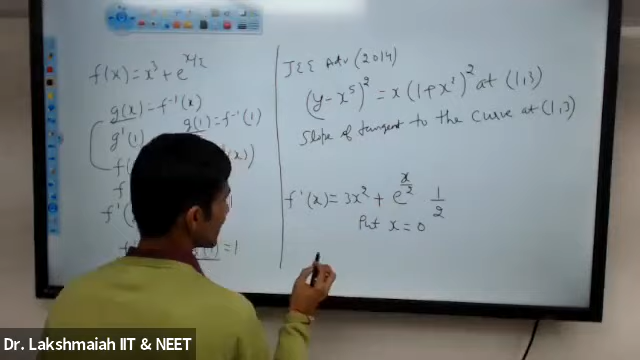 f(x) = x³ + e^(x/2)
g(x) = f⁻¹(x)
g'(1) g(1) = f⁻¹(1)
= 1
JEE Adv (2014)
(y - x⁵)² = x(1+x²)² at (1,3)
Slope of tangent to the curve at (1,3)
f'(x) = 3x² + e^(x/2) · 1/2
Put x = 0
Dr. Lakshmaiah IIT & NEET